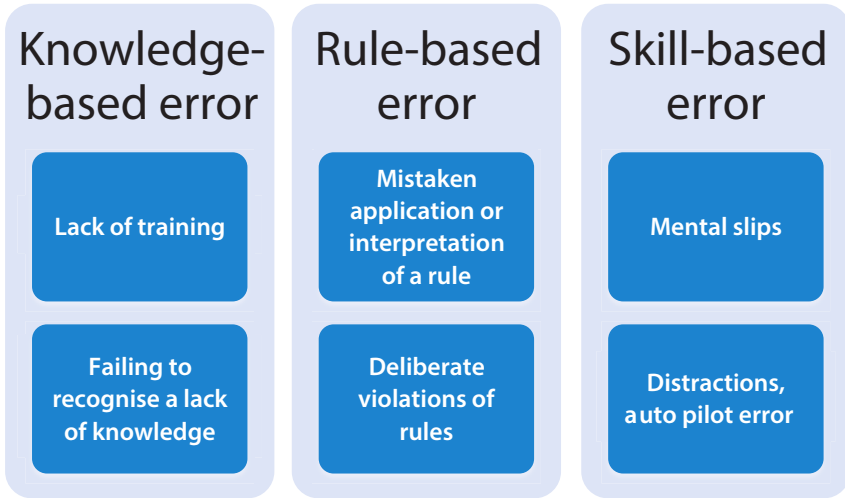 Knowledge-
based error
Lack of training
Failing to
recognise a lack
of knowledge
Rule-based
error
Mistaken
application or
interpretation
of a rule
Deliberate
violations of
rules
Skill-based
error
Mental slips
Distractions,
auto pilot error